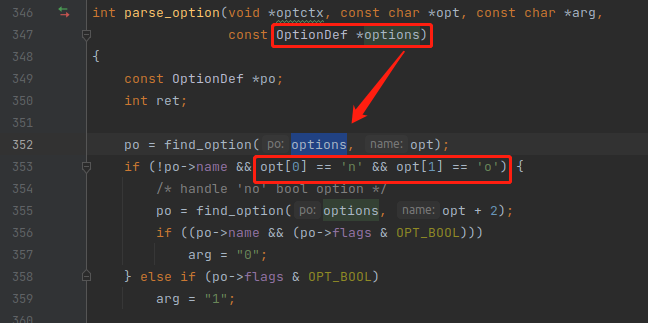 346 int parse_option(void *optctx, const char *opt, const char *arg,
347 const OptionDef *options)
348 {
349 const OptionDef *po;
350 int ret;
351
352 po = find_option( po: options, name: opt);
353 if (!po->name && opt[0] == 'n' && opt[1] == 'o') {
354 /* handle 'no' bool option */
355 po = find_option( po: options, name: opt + 2);
356 if ((po->name && (po->flags & OPT_BOOL)))
357 arg = "0";
358 } else if (po->flags & OPT_BOOL)
359 arg = "1";